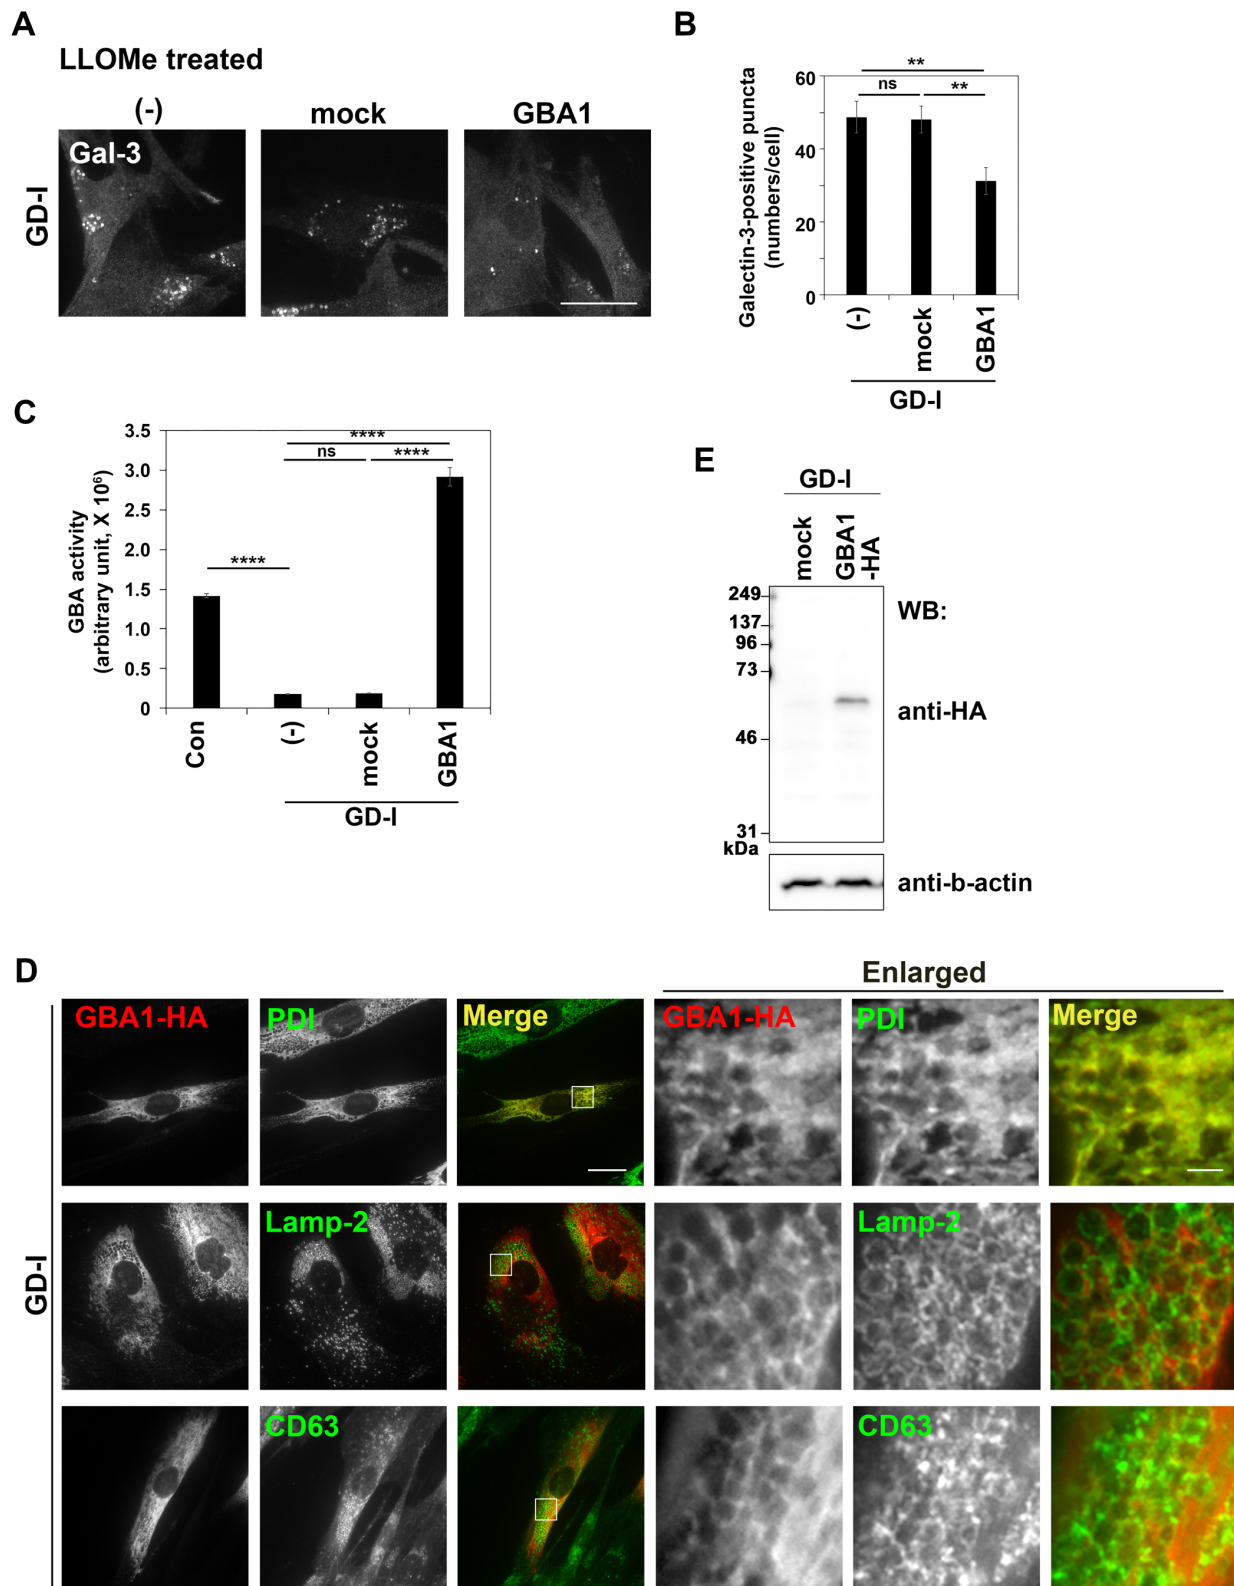 A
LLOMe treated
(-)
mock
GBA1
Gal-3
GD-I
B
**
ns
**
60
40
20
0
Galectin-3-positive puncta
(numbers/cell)
(-)
mock
GBA1
GD-I
C
****
ns
****
****
3.5
3.0
2.5
2.0
1.5
1.0
0.5
0
GBA activity
(arbitrary unit, X 10⁶)
Con
(-)
mock
GBA1
GD-I
E
GD-I
mock
GBA1
-HA
249
137
96
73
46
31
kDa
WB:
anti-HA
anti-b-actin
D
Enlarged
GBA1-HA
PDI
Merge
GBA1-HA
PDI
Merge
Lamp-2
Lamp-2
CD63
CD63
GD-I